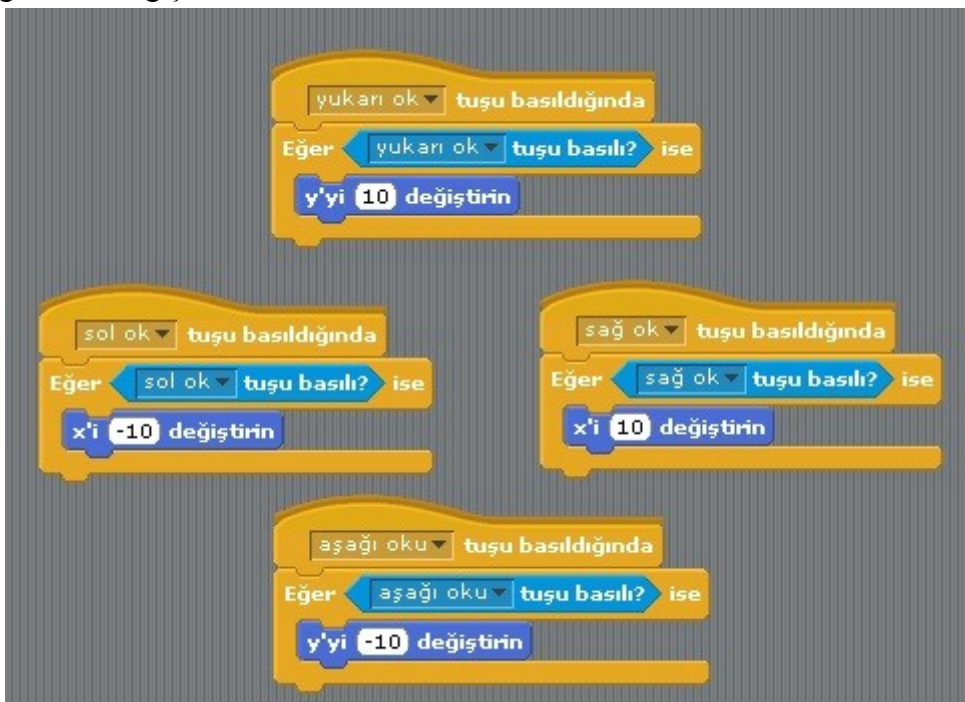 yukarı ok tuşu basıldığında
Eğer yukarı ok tuşu basılı? ise
y'yi 10 değiştirin
sol ok tuşu basıldığında
Eğer sol ok tuşu basılı? ise
x'i -10 değiştirin
sağ ok tuşu basıldığında
Eğer sağ ok tuşu basılı? ise
x'i 10 değiştirin
aşağı oku tuşu basıldığında
Eğer aşağı oku tuşu basılı? ise
y'yi -10 değiştirin